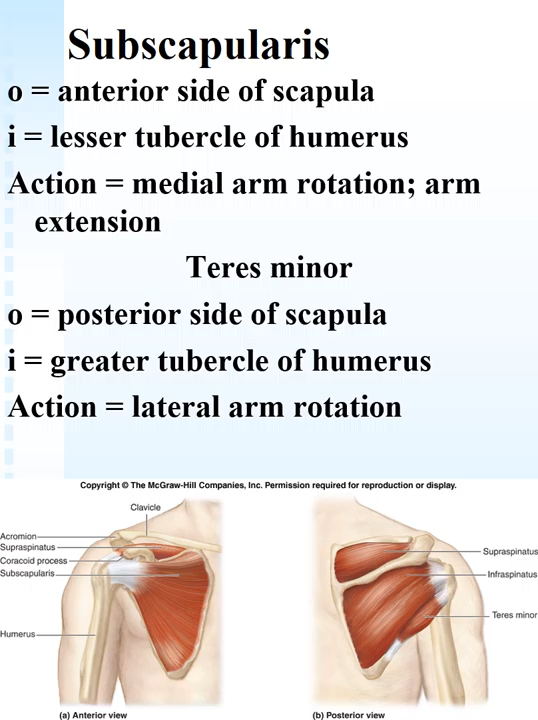 Subscapularis
o = anterior side of scapula
i = lesser tubercle of humerus
Action = medial arm rotation; arm
extension
Teres minor
o = posterior side of scapula
i = greater tubercle of humerus
Action = lateral arm rotation
Copyright © The McGraw-Hill Companies, Inc. Permission required for reproduction or display.
Clavicle
Acromion
Supraspinatus
Coracoid process
Subscapularis
Humerus
(a) Anterior view
Supraspinatus
Infraspinatus
Teres minor
(b) Posterior view